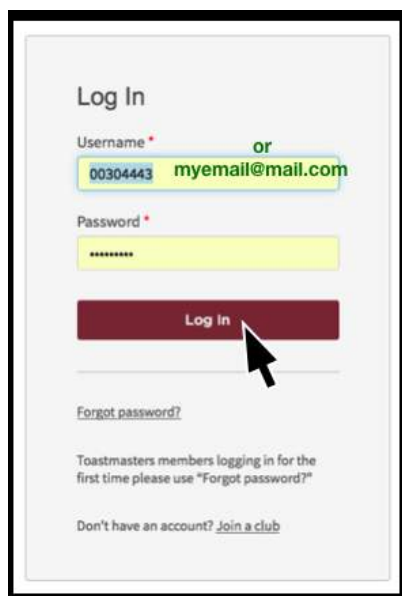 Log In
Username *
or
00304443 myemail@mail.com
Password *
•••••••••
Log In
Forgot password?
Toastmasters members logging in for the
first time please use "Forgot password?"
Don't have an account? Join a club